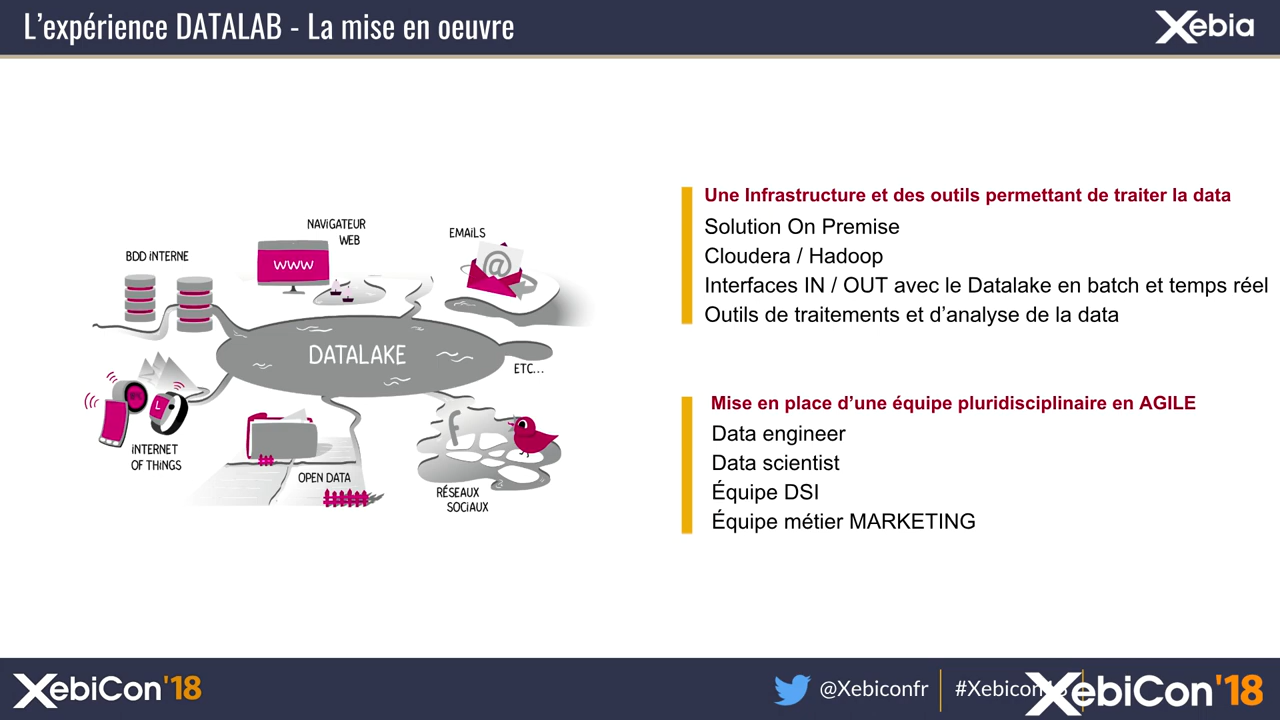 L'expérience DATALAB - La mise en oeuvre
Xebia
NAVIGATEUR
WEB
EMAILS
BDD INTERNE
WWW
@
DATALAKE
ETC...
L
INTERNET
OF THINGS
OPEN DATA
f
RÉSEAUX
SOCIAUX
Une Infrastructure et des outils permettant de traiter la data
Solution On Premise
Cloudera / Hadoop
Interfaces IN / OUT avec le Datalake en batch et temps réel
Outils de traitements et d'analyse de la data
Mise en place d'une équipe pluridisciplinaire en AGILE
Data engineer
Data scientist
Équipe DSI
Équipe métier MARKETING
XebiCon'18
@Xebiconfr
#Xebicon
XebiCon'18